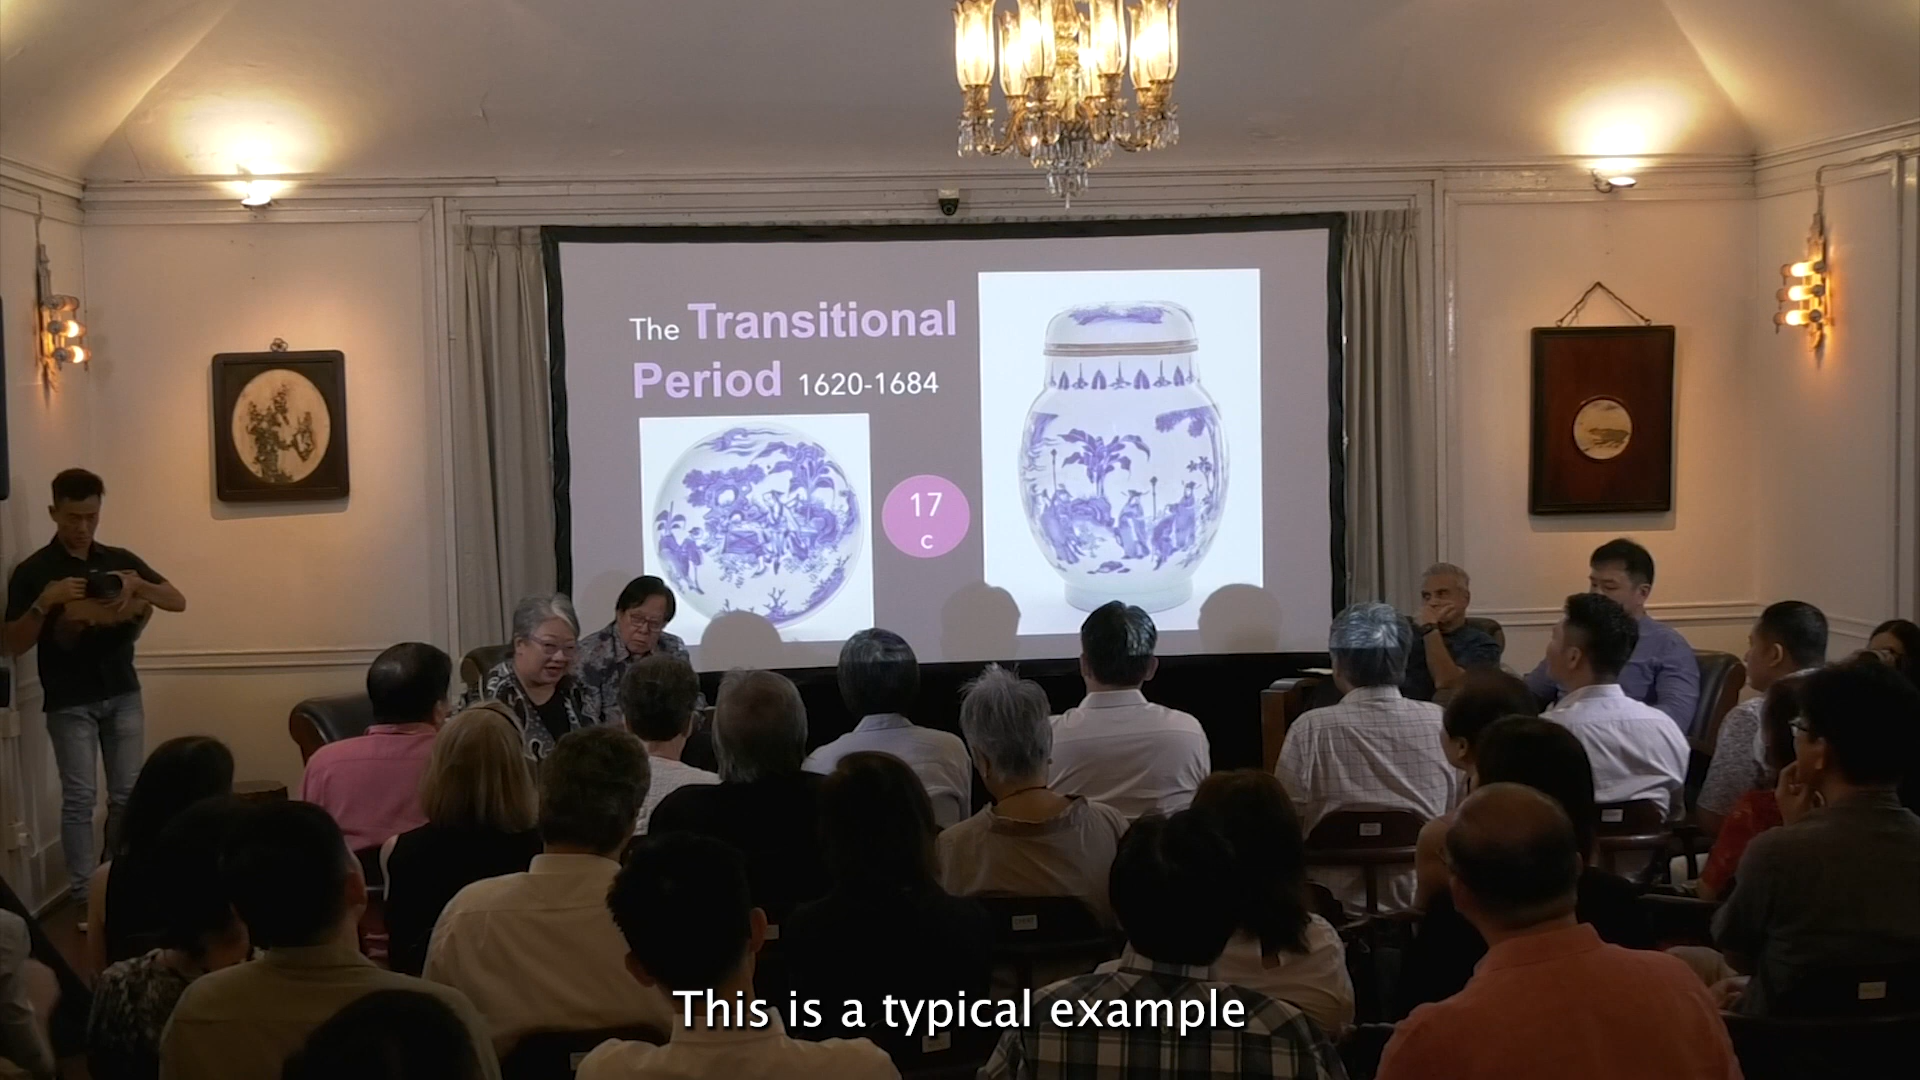 The Transitional
Period 1620-1684
17
c
This is a typical example